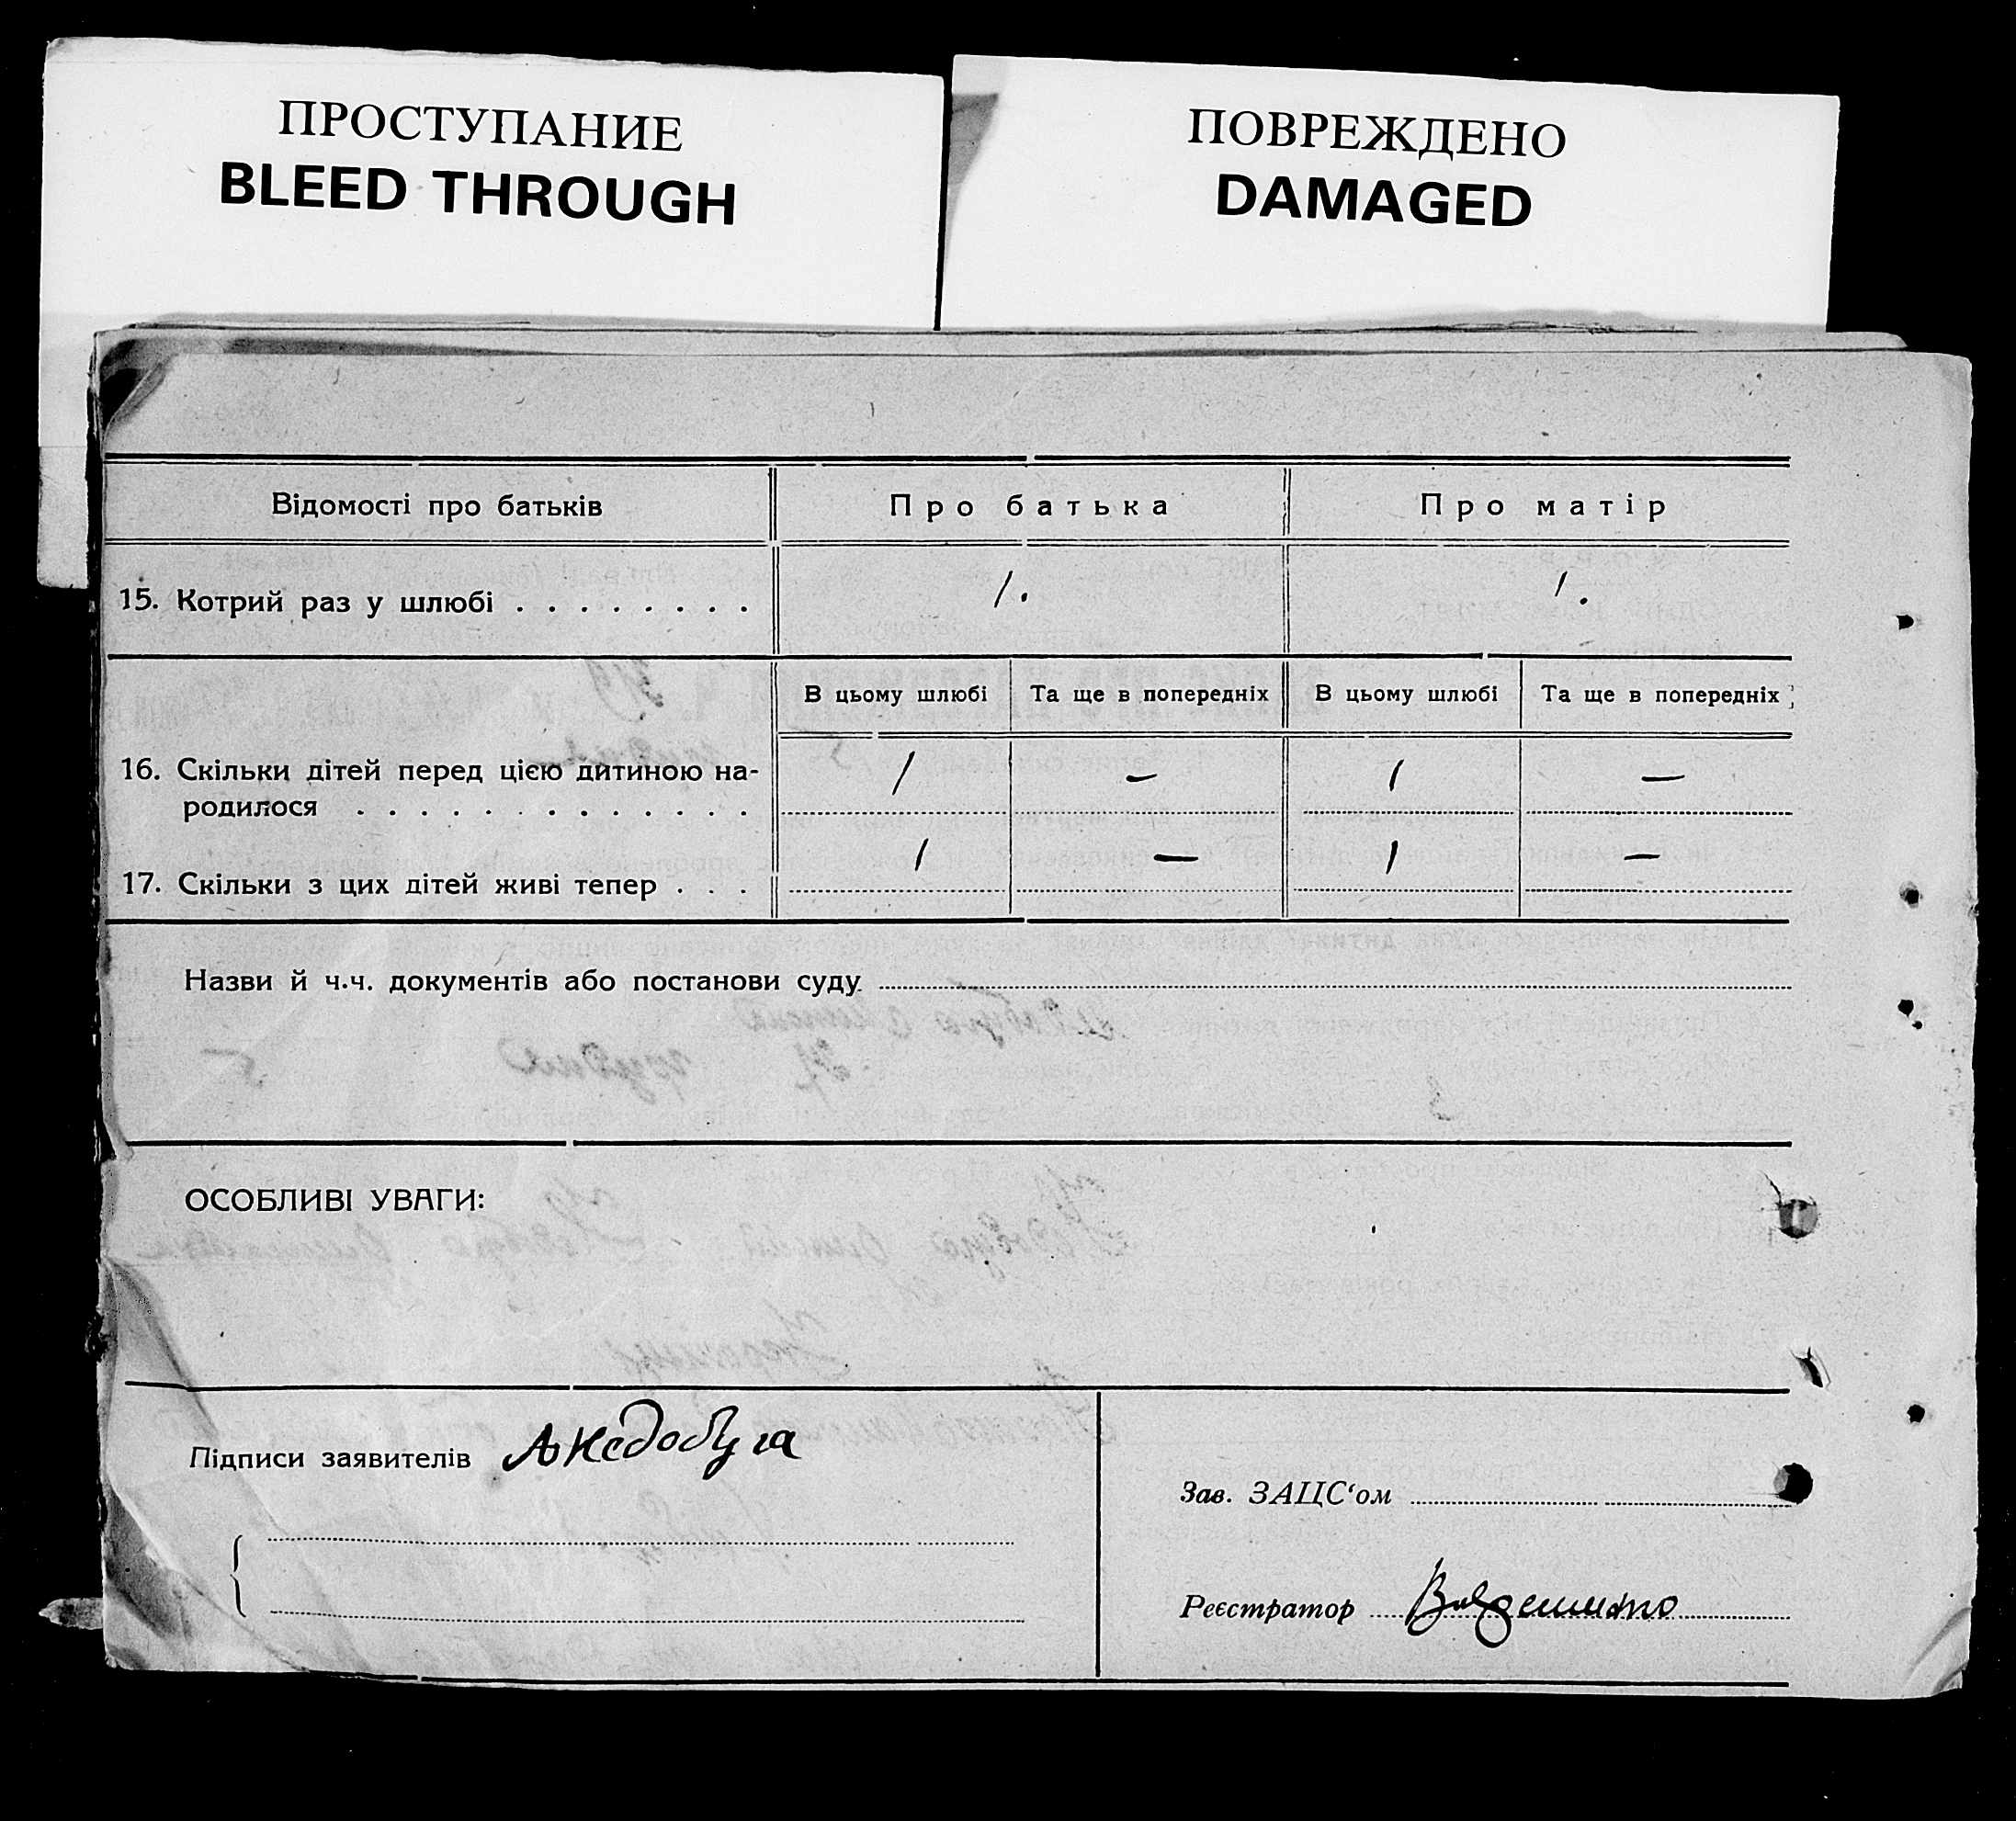 ПРОСТУПАНИЕ
BLEED THROUGH
ПОВРЕЖДЕНО
DAMAGED
Відомості про батьків Про батька Про матір
15. Котрий раз у шлюбі . . . . . . . . 1. 1.
В цьому шлюбі Та ще в попередніх В цьому шлюбі Та ще в попередніх
16. Скільки дітей перед цією дитиною на- 1 — 1 —
родилося . . . . . . . . . . . . .
17. Скільки з цих дітей живі тепер . . . 1 — 1 —
Назви й ч.ч. документів або постанови суду
ОСОБЛИВІ УВАГИ:
Підписи заявителів
Зав. ЗАЦС‘ом
Реєстратор